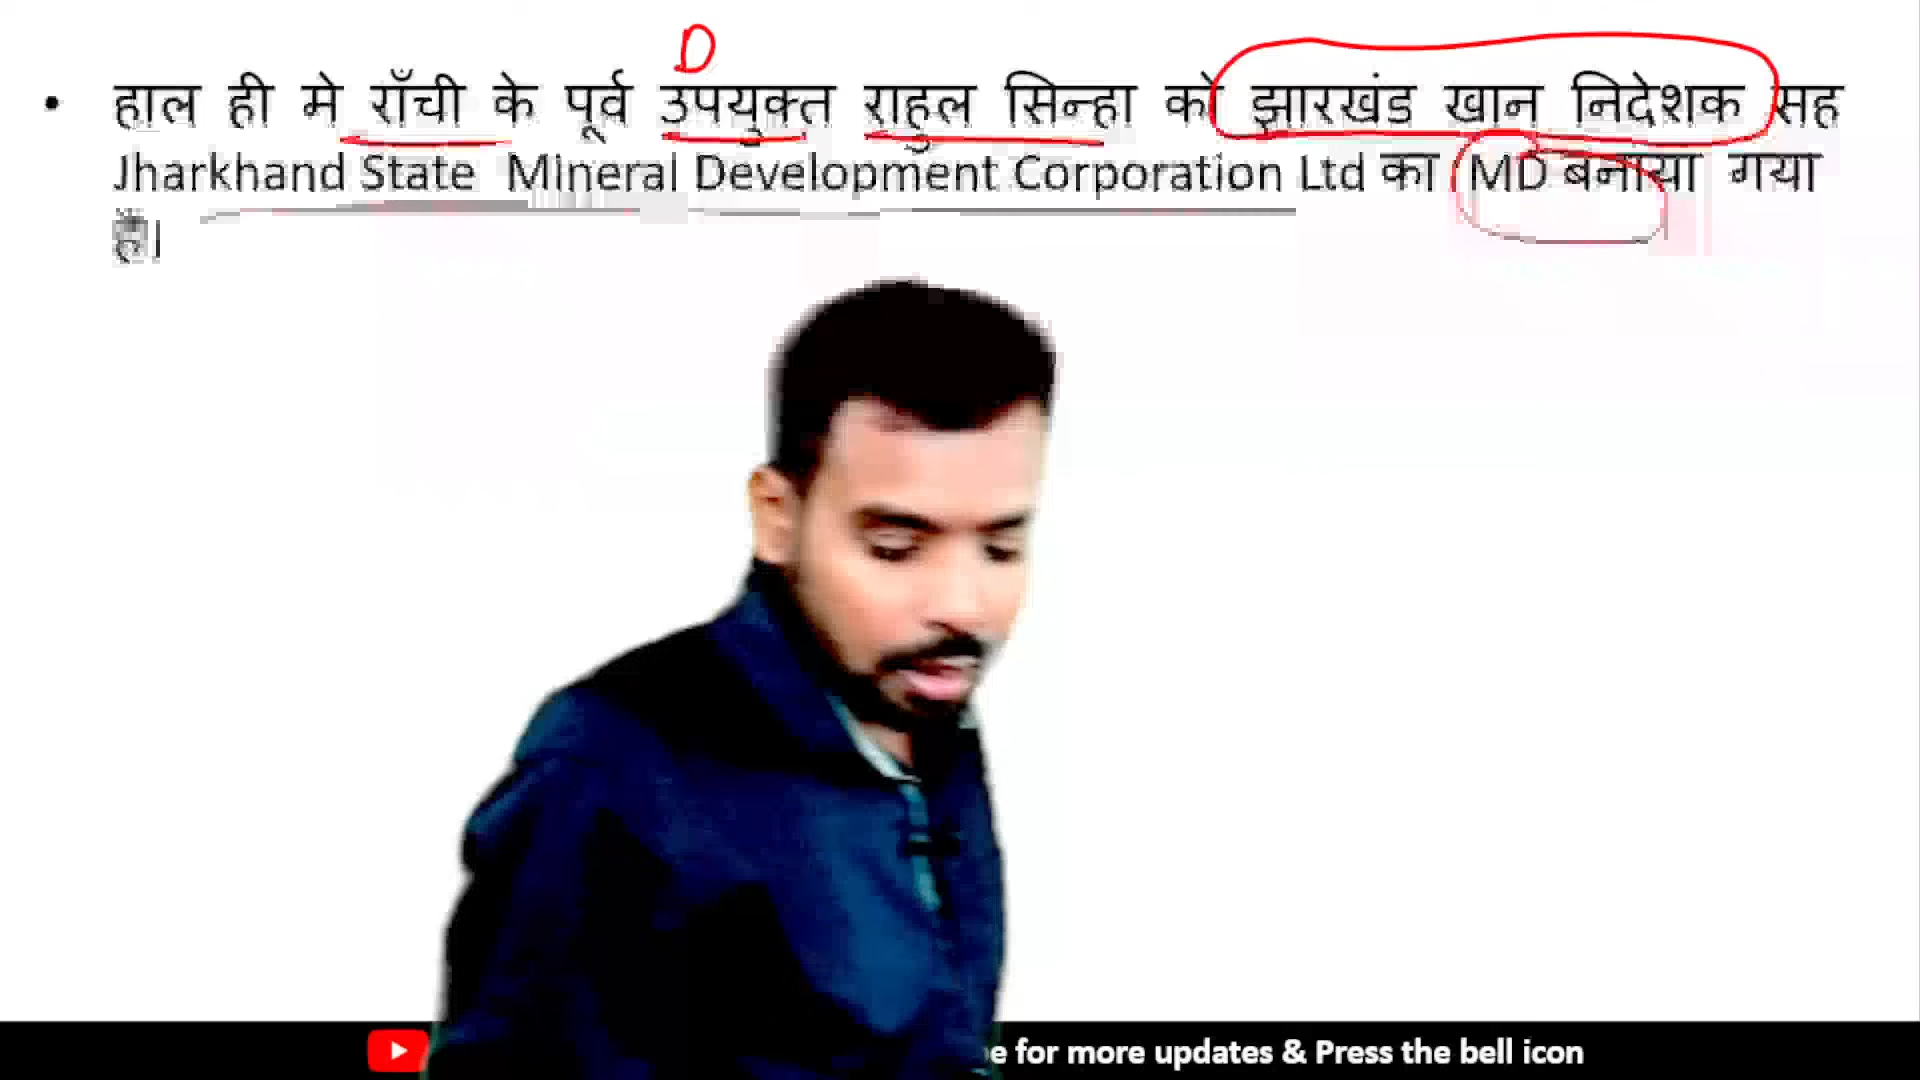 D
• हाल ही मे राँची के पूर्व उपयुक्त राहुल सिन्हा को झारखंड खान निदेशक सह
Jharkhand State Mineral Development Corporation Ltd का MD बनाया गया
है।
for more updates & Press the bell icon